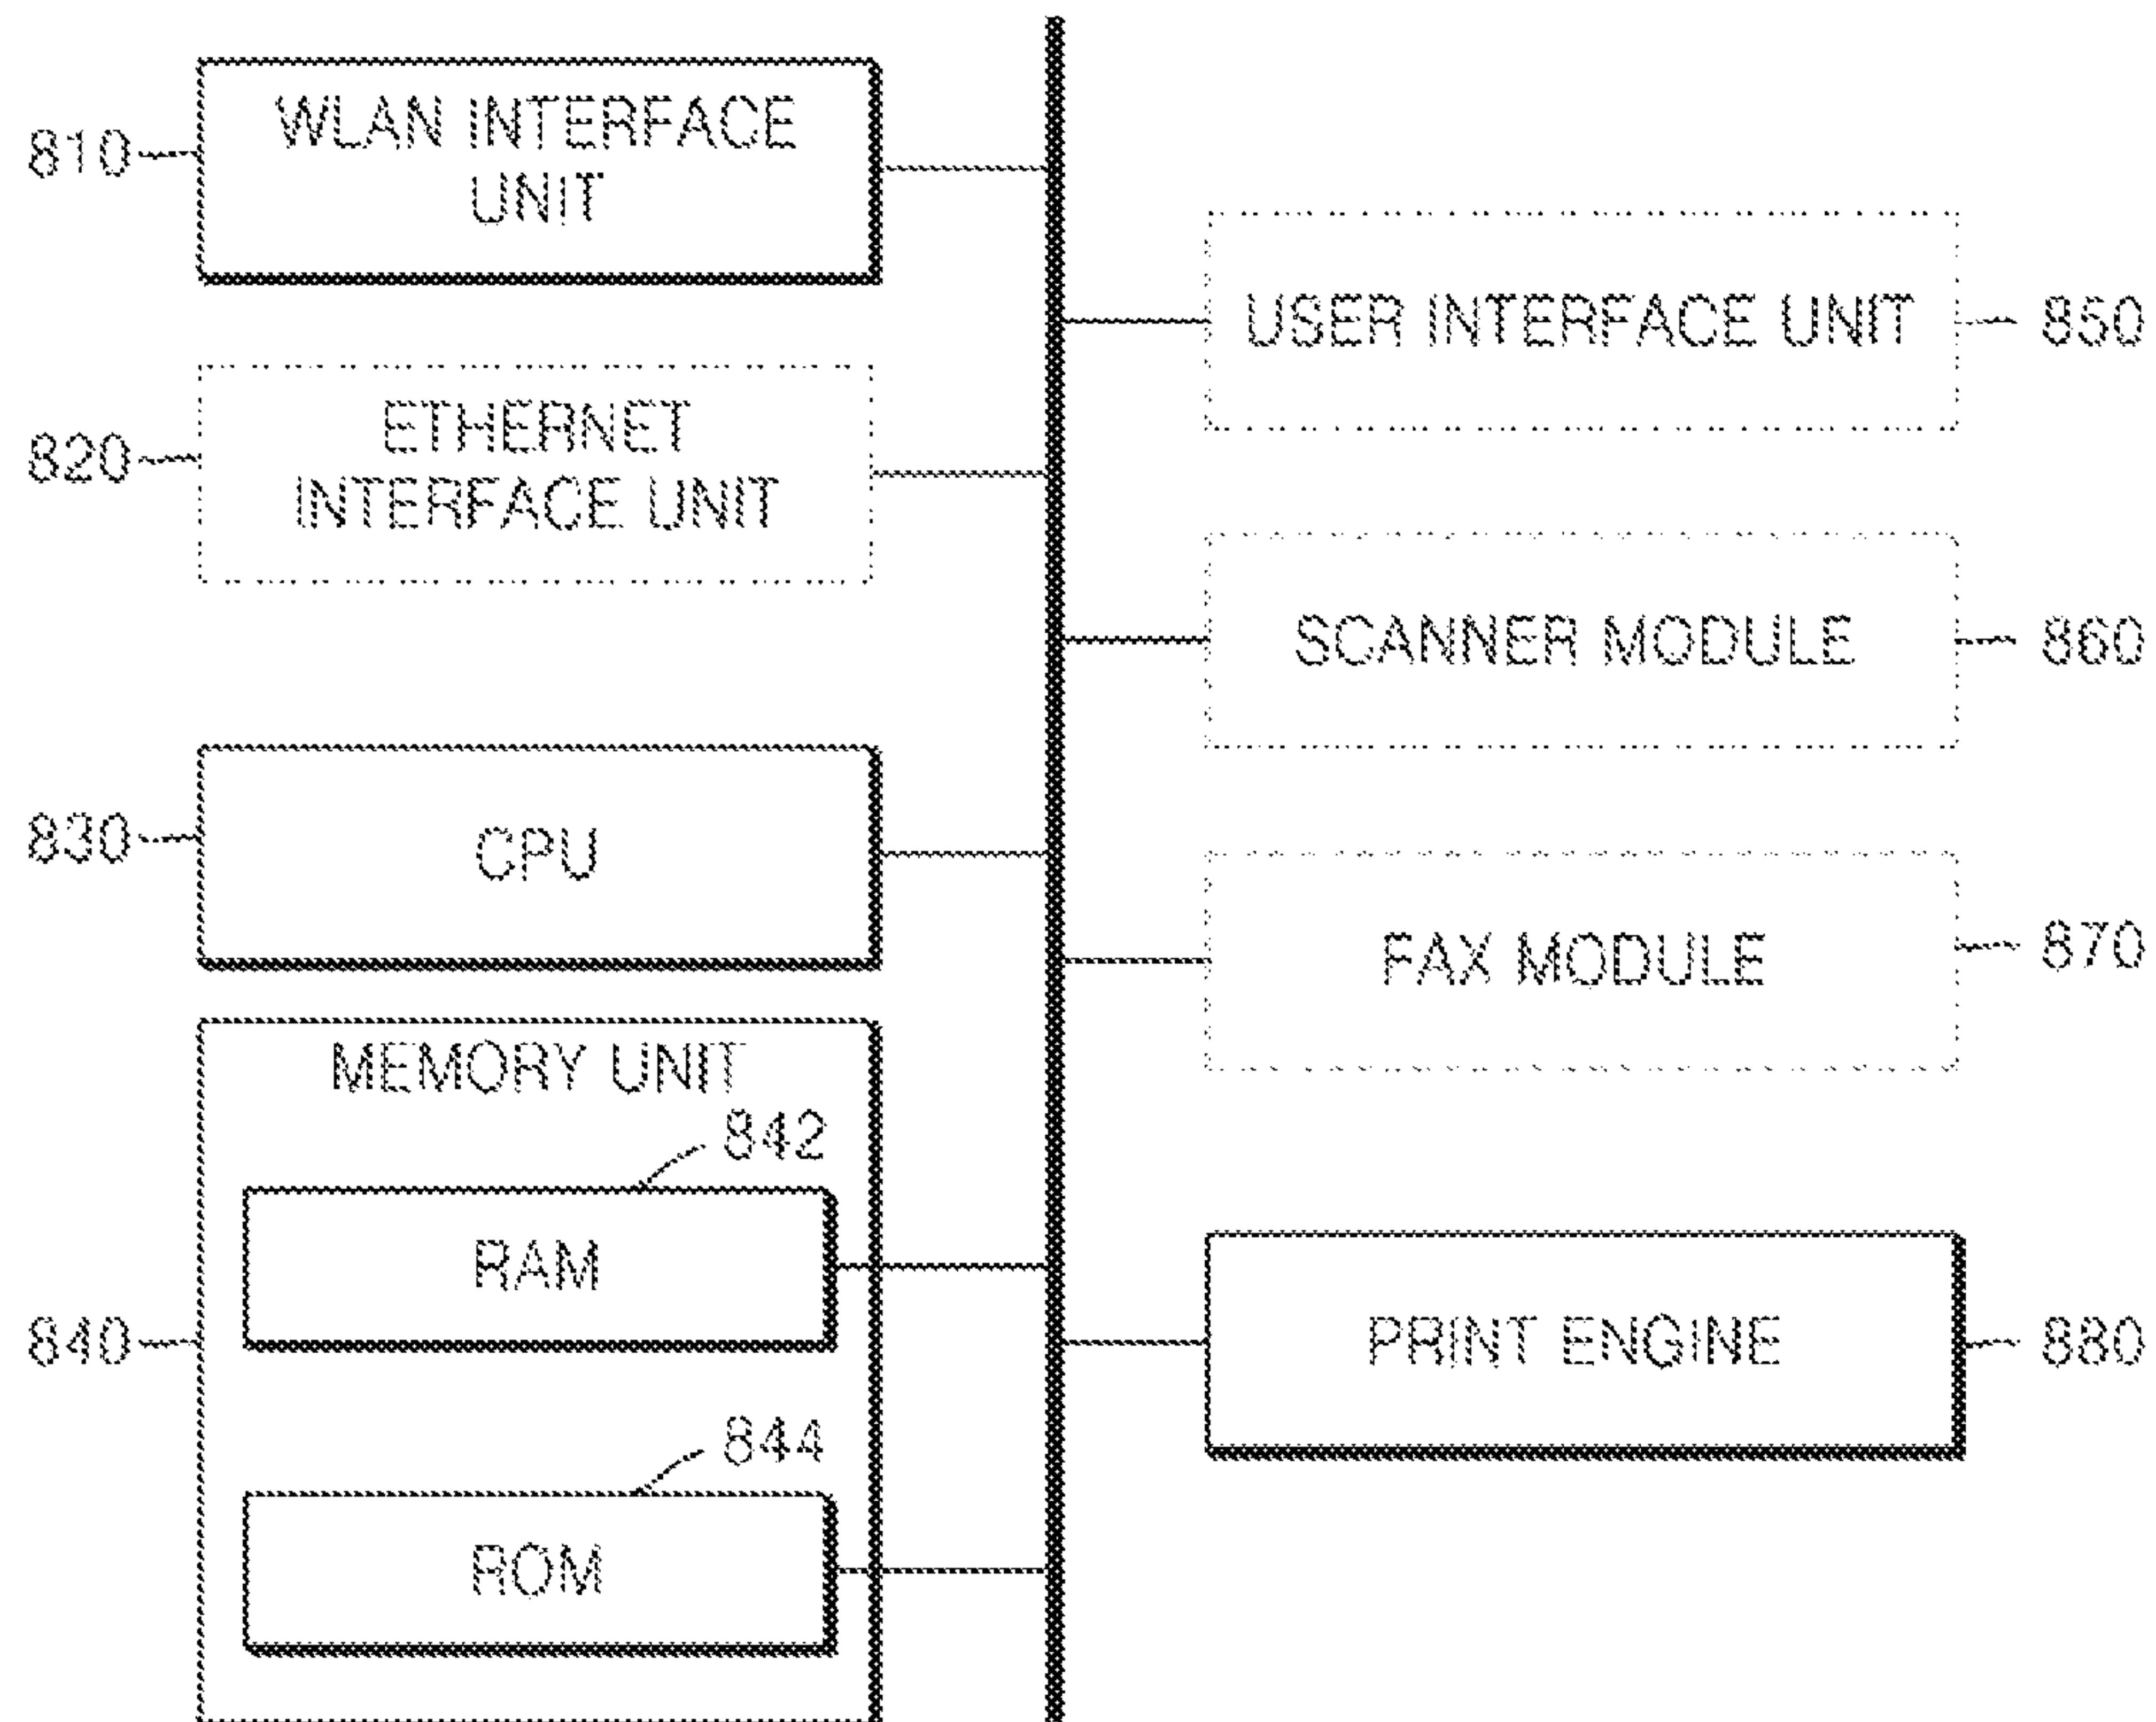 810
WLAN INTERFACE
UNIT
820
ETHERNET
INTERFACE UNIT
830
CPU
MEMORY UNIT
842
RAM
840
844
ROM
USER INTERFACE UNIT
850
SCANNER MODULE
860
FAX MODULE
870
PRINT ENGINE
880